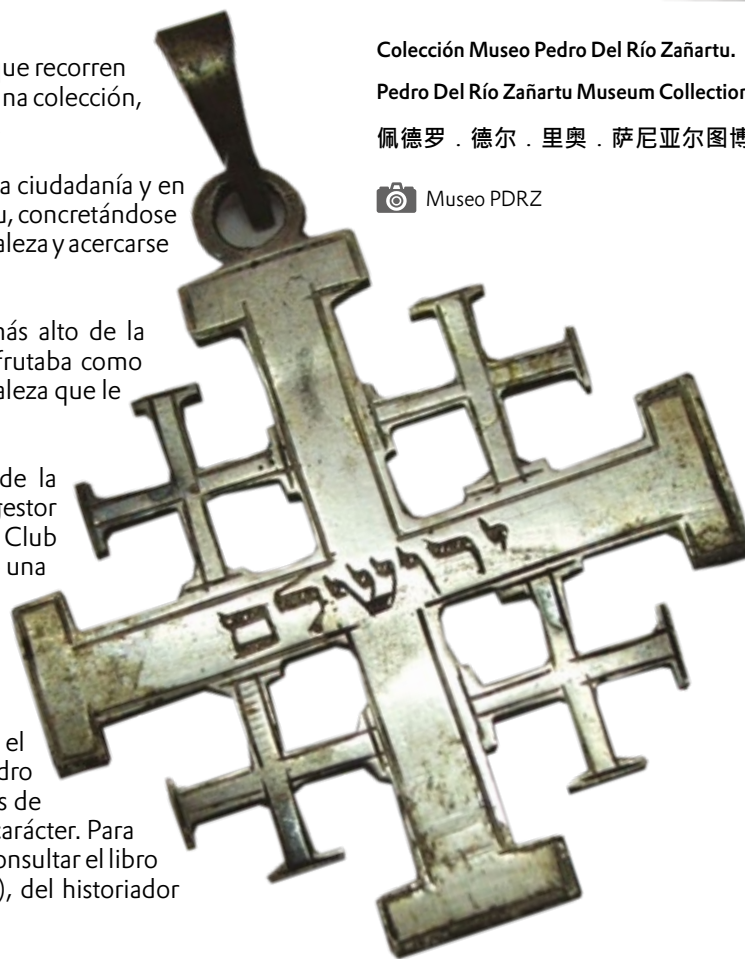 ue recorren
na colección,
a ciudadanía y en
u, concretándose
aleza y acercarse
más alto de la
frutaba como
aleza que le
de la
gestor
Club
una
el
dro
s de
carácter. Para
onsultar el libro
), del historiador
Colección Museo Pedro Del Río Zañartu.
Pedro Del Río Zañartu Museum Collection
佩德罗．德尔．里奥．萨尼亚尔图博
Museo PDRZ
ירושלם